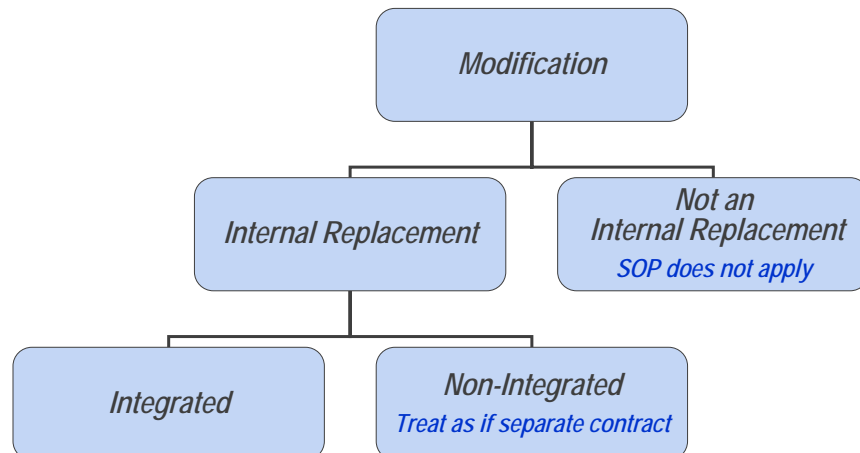 Modification
Internal Replacement
Not an
Internal Replacement
SOP does not apply
Integrated
Non-Integrated
Treat as if separate contract